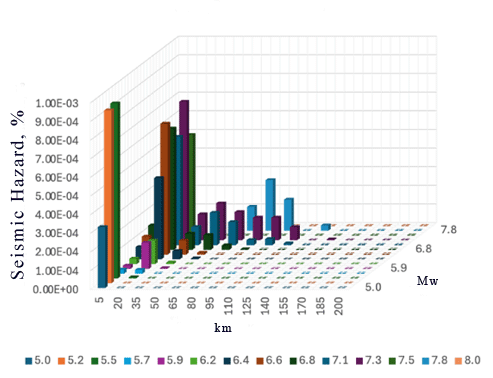 Seismic Hazard, %
1.00E-03
9.00E-04
8.00E-04
7.00E-04
6.00E-04
5.00E-04
4.00E-04
3.00E-04
2.00E-04
1.00E-04
0.00E+00
5 20 35 50 65 80 95 110 125 140 155 170 185 200
km
5.0 5.9 6.8 7.8
Mw
5.0 5.2 5.5 5.7 5.9 6.2 6.4 6.6 6.8 7.1 7.3 7.5 7.8 8.0